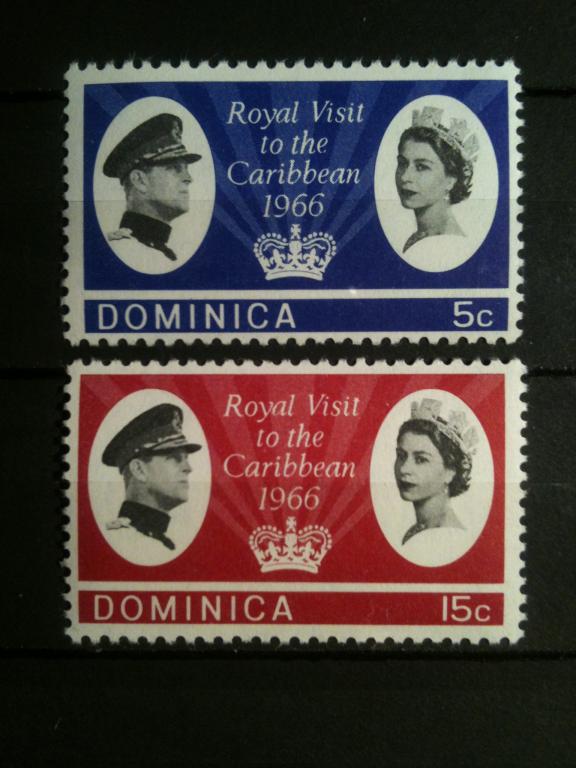 Royal Visit
to the
Caribbean
1966
DOMINICA 5c
Royal Visit
to the
Caribbean
1966
DOMINICA 15c